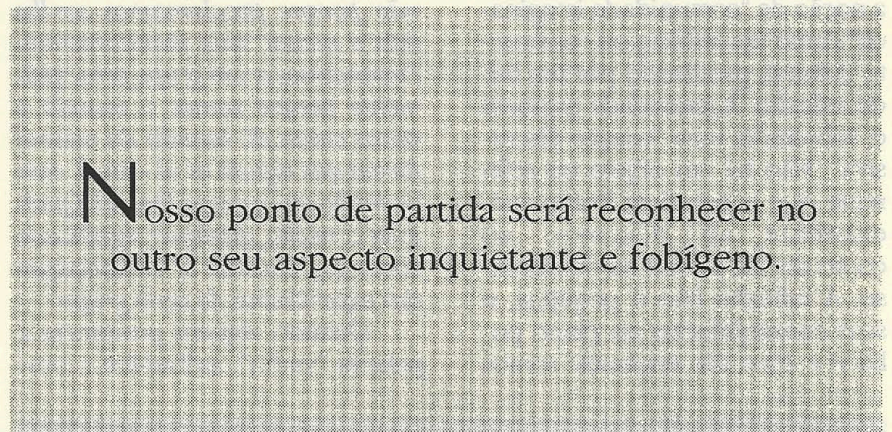 Nosso ponto de partida será reconhecer no
outro seu aspecto inquietante e fobígeno.